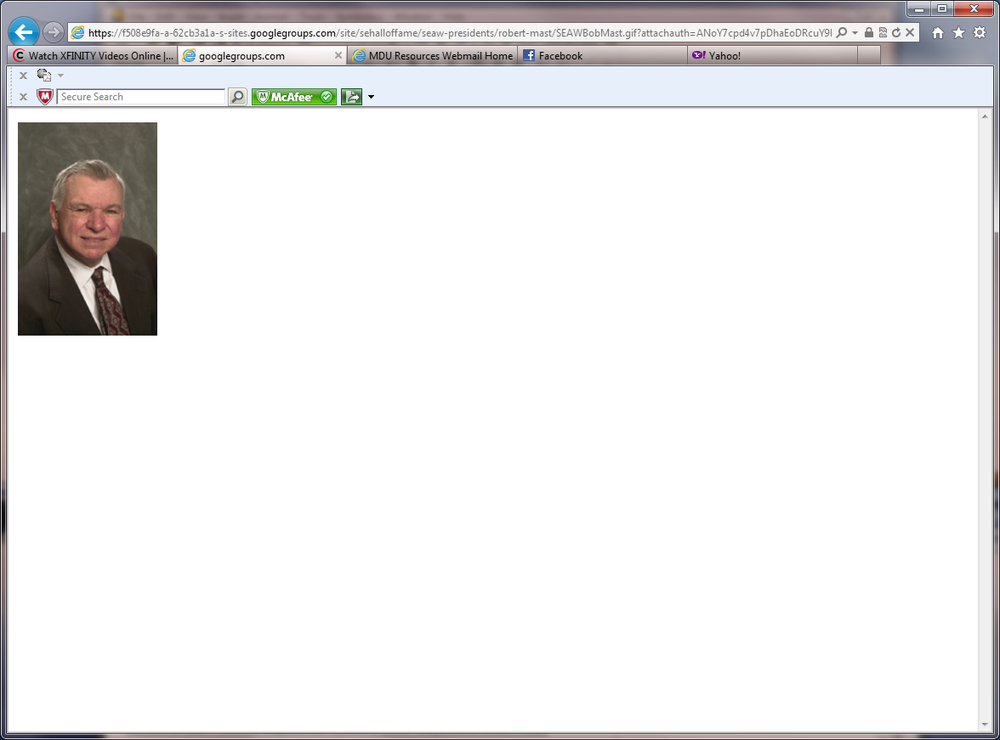 https://f508e9fa-a-62cb3a1a-s-sites.googlegroups.com/site/sehalloffame/seaw-presidents/robert-mast/SEAWBobMast.gif?attachauth=ANoY7cpd4v7pDhaEoDRcuY9l
Watch XFINITY Videos Online |... googlegroups.com MDU Resources Webmail Home Facebook Yahoo!
Secure Search McAfee